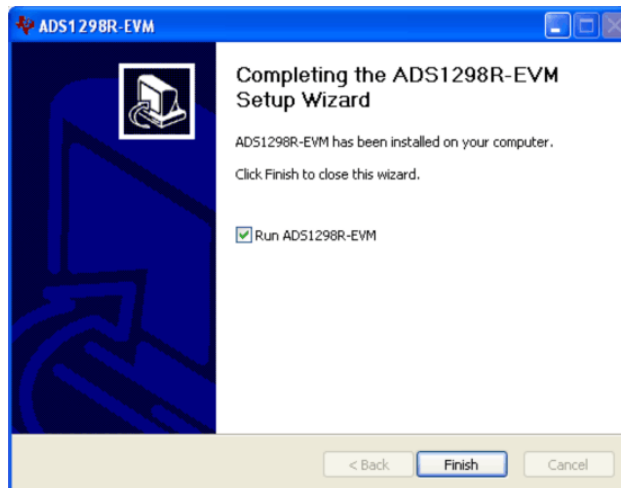 ADS1298R-EVM
Completing the ADS1298R-EVM
Setup Wizard
ADS1298R-EVM has been installed on your computer.
Click Finish to close this wizard.
Run ADS1298R-EVM
< Back
Finish
Cancel